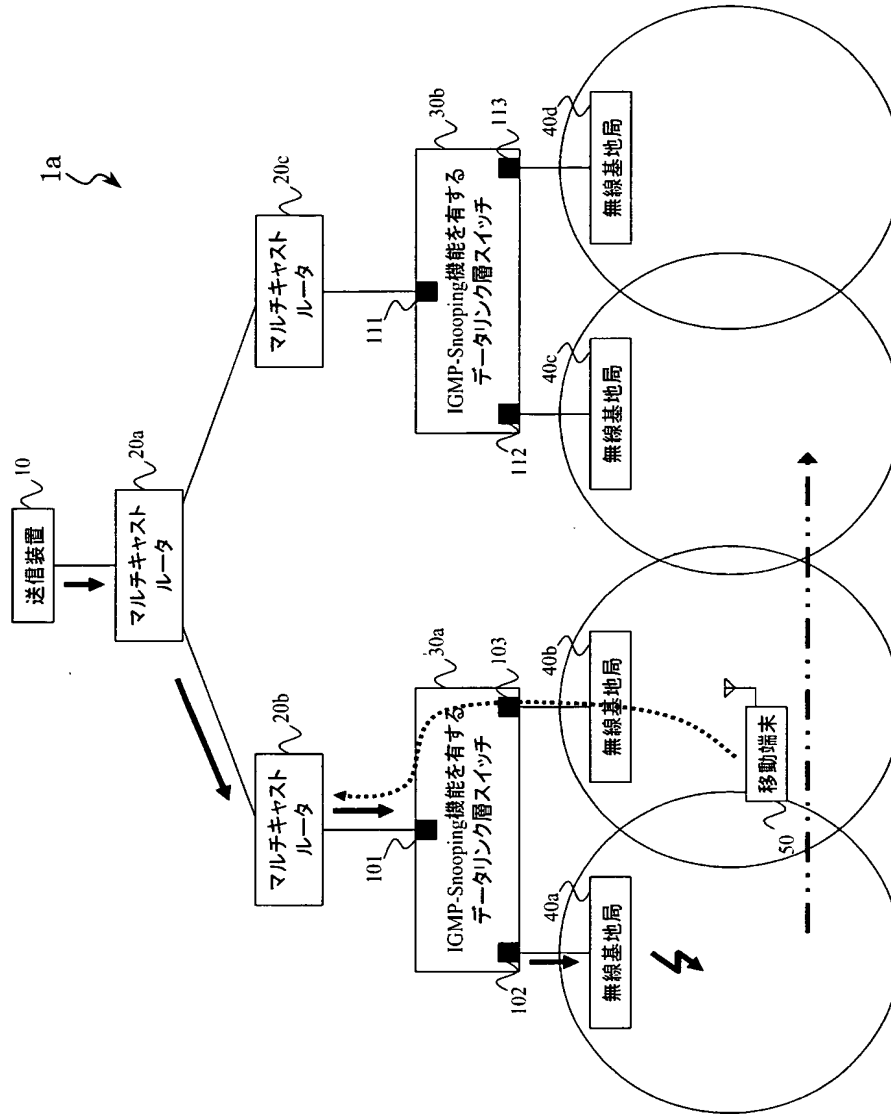 1a
10
送信装置
20a
マルチキャスト
ルータ
20b
マルチキャスト
ルータ
20c
マルチキャスト
ルータ
101
30a
IGMP-Snooping機能を有する
データリンク層スイッチ
102
103
111
30b
IGMP-Snooping機能を有する
データリンク層スイッチ
112
113
40a
無線基地局
40b
無線基地局
40c
無線基地局
40d
無線基地局
移動端末
50